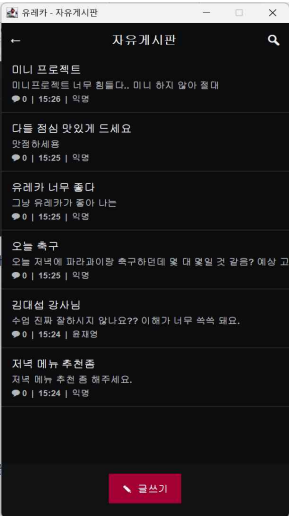 유레카 - 자유게시판
자유게시판
미니 프로젝트
미니프로젝트 너무 힘들다.. 미니 하지 않아 절대
0 | 15:26 | 익명
다들 점심 맛있게 드세요
맛점하세용
0 | 15:25 | 익명
유레카 너무 좋다
그냥 유레카가 좋아 나는
0 | 15:25 | 익명
오늘 축구
오늘 저녁에 파라과이랑 축구하던데 몇 대 몇일 것 같음? 예상 고
0 | 15:25 | 익명
김대섭 강사님
수업 진짜 잘하시지 않나요?? 이해가 너무 쏙쏙 돼요.
0 | 15:24 | 윤재영
저녁 메뉴 추천좀
저녁 메뉴 추천 좀 해주세요.
0 | 15:24 | 익명
글쓰기